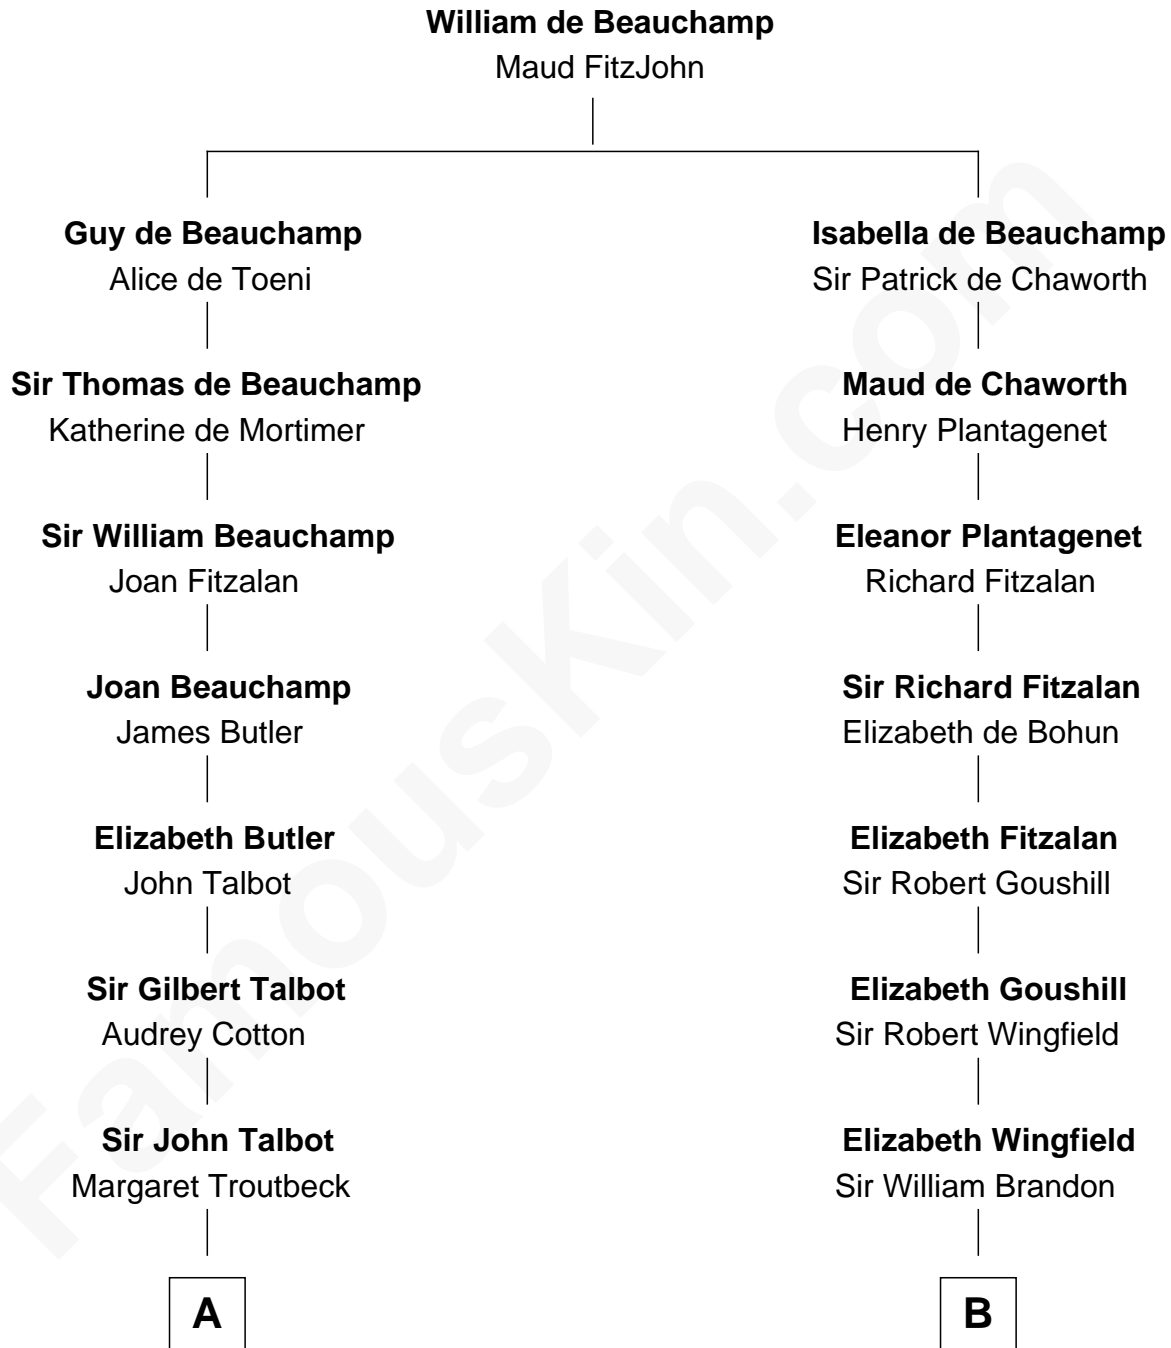 William de Beauchamp
Maud FitzJohn
Guy de Beauchamp
Alice de Toeni
Isabella de Beauchamp
Sir Patrick de Chaworth
Sir Thomas de Beauchamp
Katherine de Mortimer
Maud de Chaworth
Henry Plantagenet
Sir William Beauchamp
Joan Fitzalan
Eleanor Plantagenet
Richard Fitzalan
Joan Beauchamp
James Butler
Sir Richard Fitzalan
Elizabeth de Bohun
Elizabeth Butler
John Talbot
Elizabeth Fitzalan
Sir Robert Goushill
Sir Gilbert Talbot
Audrey Cotton
Elizabeth Goushill
Sir Robert Wingfield
Sir John Talbot
Margaret Troutbeck
Elizabeth Wingfield
Sir William Brandon
A
B
FamousKin.com